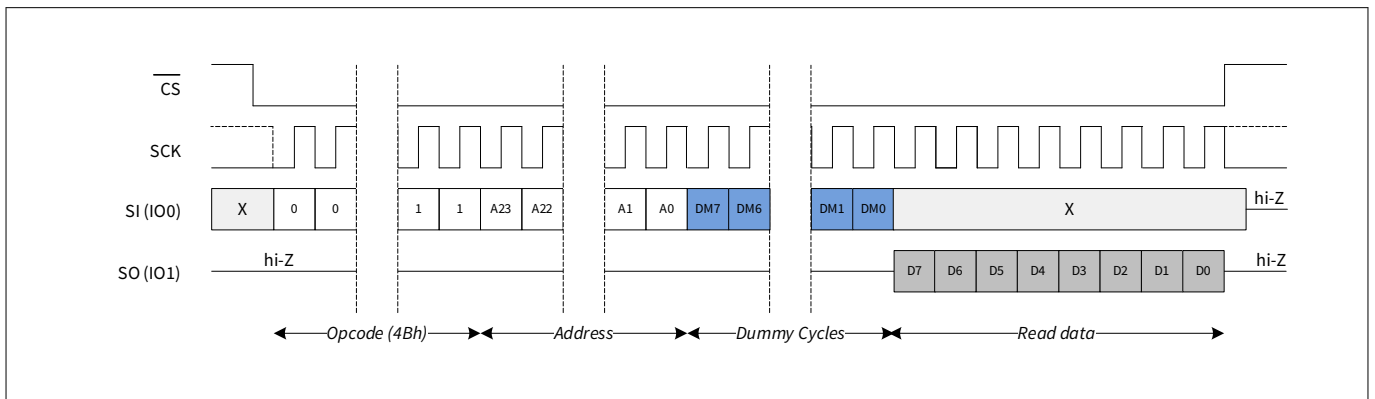 CS
SCK
SI (IO0) X 0 0 1 1 A23 A22 A1 A0 DM7 DM6 DM1 DM0 X hi-Z
hi-Z
SO (IO1) D7 D6 D5 D4 D3 D2 D1 D0 hi-Z
Opcode (4Bh) Address Dummy Cycles Read data